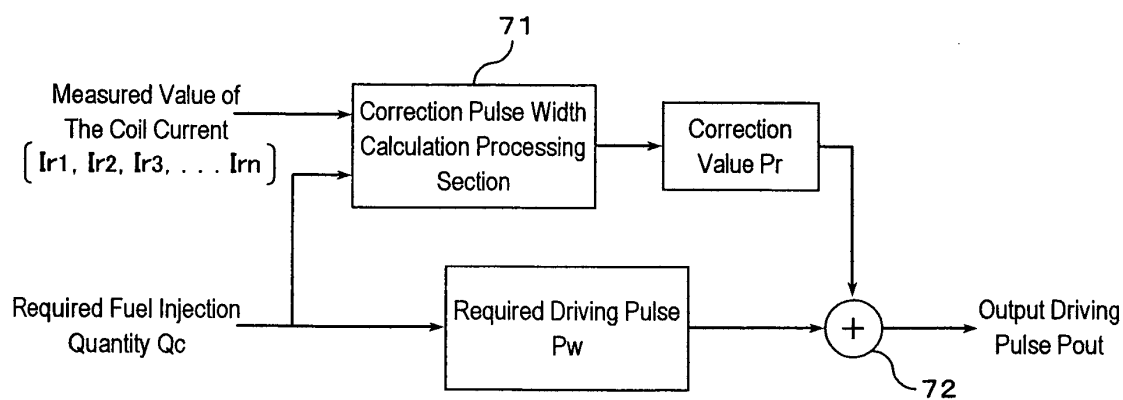 71
Measured Value of
The Coil Current
[Ir1, Ir2, Ir3, . . . Irn]
Correction Pulse Width
Calculation Processing
Section
Correction
Value Pr
Required Fuel Injection
Quantity Qc
Required Driving Pulse
Pw
+
Output Driving
Pulse Pout
72